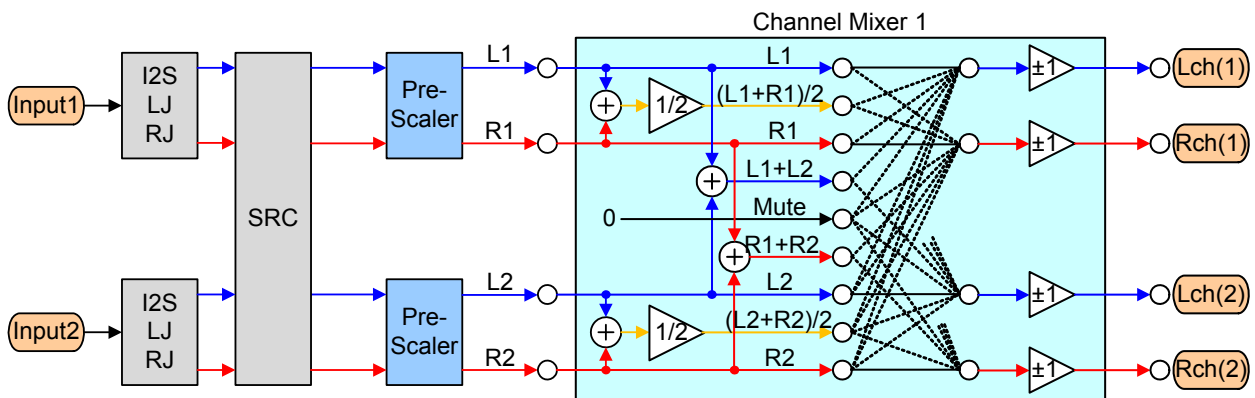 Channel Mixer 1
Input1
I2S
LJ
RJ
SRC
Pre-
Scaler
L1
R1
1/2
L1
(L1+R1)/2
R1
L1+L2
0
Mute
R1+R2
±1
±1
Lch(1)
Rch(1)
Input2
I2S
LJ
RJ
Pre-
Scaler
L2
R2
1/2
L2
(L2+R2)/2
R2
±1
±1
Lch(2)
Rch(2)